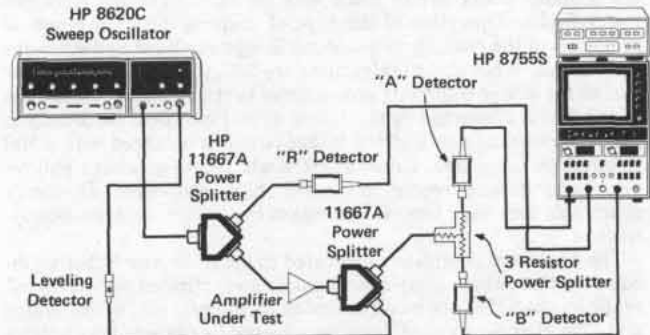 HP 8620C
Sweep Oscillator
HP 8755S
"A" Detector
HP
11667A
Power
Splitter
"R" Detector
11667A
Power
Splitter
3 Resistor
Power Splitter
Leveling
Detector
Amplifier
Under Test
"B" Detector